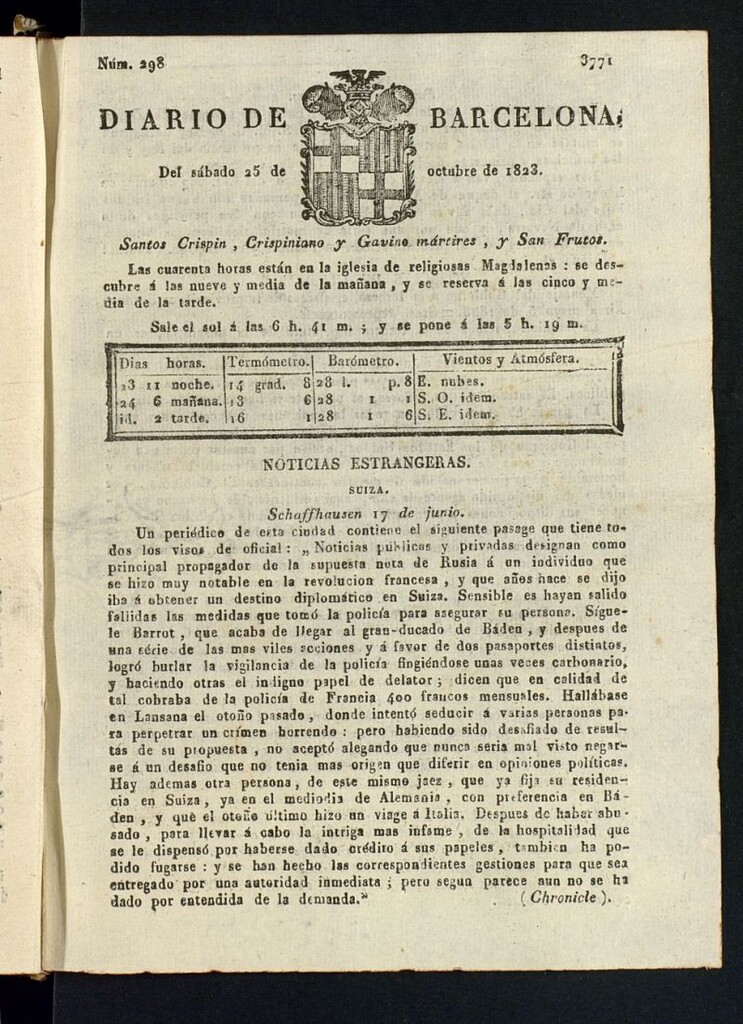 Núm. 298 3771
DIARIO DE BARCELONA,
Del sábado 25 de octubre de 1823.
Santos Crispin, Crispiniano y Gavino mártires, y San Frutos.
Las cuarenta horas están en la iglesia de religiosas Magdalenas : se des-
cubre á las nueve y media de la mañana, y se reserva á las cinco y me-
dia de la tarde.
Sale el sol á las 6 h. 41 m. ; y se pone á las 5 h. 19 m.
Dias horas. Termómetro. Barómetro. Vientos y Atmósfera.
23 11 noche. 14 grad. 8 28 l. p. 8 E. nubes.
24 6 mañana. 13 6 28 1 1 S. O. idem.
id. 2 tarde. 16 1 28 1 6 S. E. idem.
NOTICIAS ESTRANGERAS.
SUIZA.
Schaffhausen 17 de junio.
Un periódico de esta ciudad contiene el siguiente pasage que tiene to-
dos los visos de oficial : „Noticias públicas y privadas designan como
principal propagador de la supuesta nota de Rusia á un individuo que
se hizo muy notable en la revolucion francesa, y que años hace se dijo
iba á obtener un destino diplomático en Suiza. Sensible es hayan salido
fallidas las medidas que tomó la policía para asegurar su persona. Sígue-
le Barrot, que acaba de llegar al gran-ducado de Báden, y despues de
una série de las mas viles acciones y á favor de dos pasaportes distintos,
logró burlar la vigilancia de la policía fingiéndose unas veces carbonario,
y haciendo otras el indigno papel de delator ; dicen que en calidad de
tal cobraba de la policía de Francia 400 francos mensuales. Hallábase
en Lausana el otoño pasado, donde intentó seducir á varias personas pa-
ra perpetrar un crímen horrendo : pero habiendo sido desafiado de resul-
tas de su propuesta, no aceptó alegando que nunca seria mal visto negar-
se á un desafio que no tenia mas origen que diferir en opiniones políticas.
Hay ademas otra persona, de este mismo jaez, que ya fija su residen-
cia en Suiza, ya en el mediodia de Alemania, con preferencia en Bá-
den, y que el otoño último hizo un viage á Italia. Despues de haber abu-
sado, para llevar á cabo la intriga mas infame, de la hospitalidad que
se le dispensó por haberse dado crédito á sus papeles, tambien ha po-
dido fugarse : y se han hecho las correspondientes gestiones para que sea
entregado por una autoridad inmediata ; pero segun parece aun no se ha
dado por entendida de la demanda.” (Chronicle).